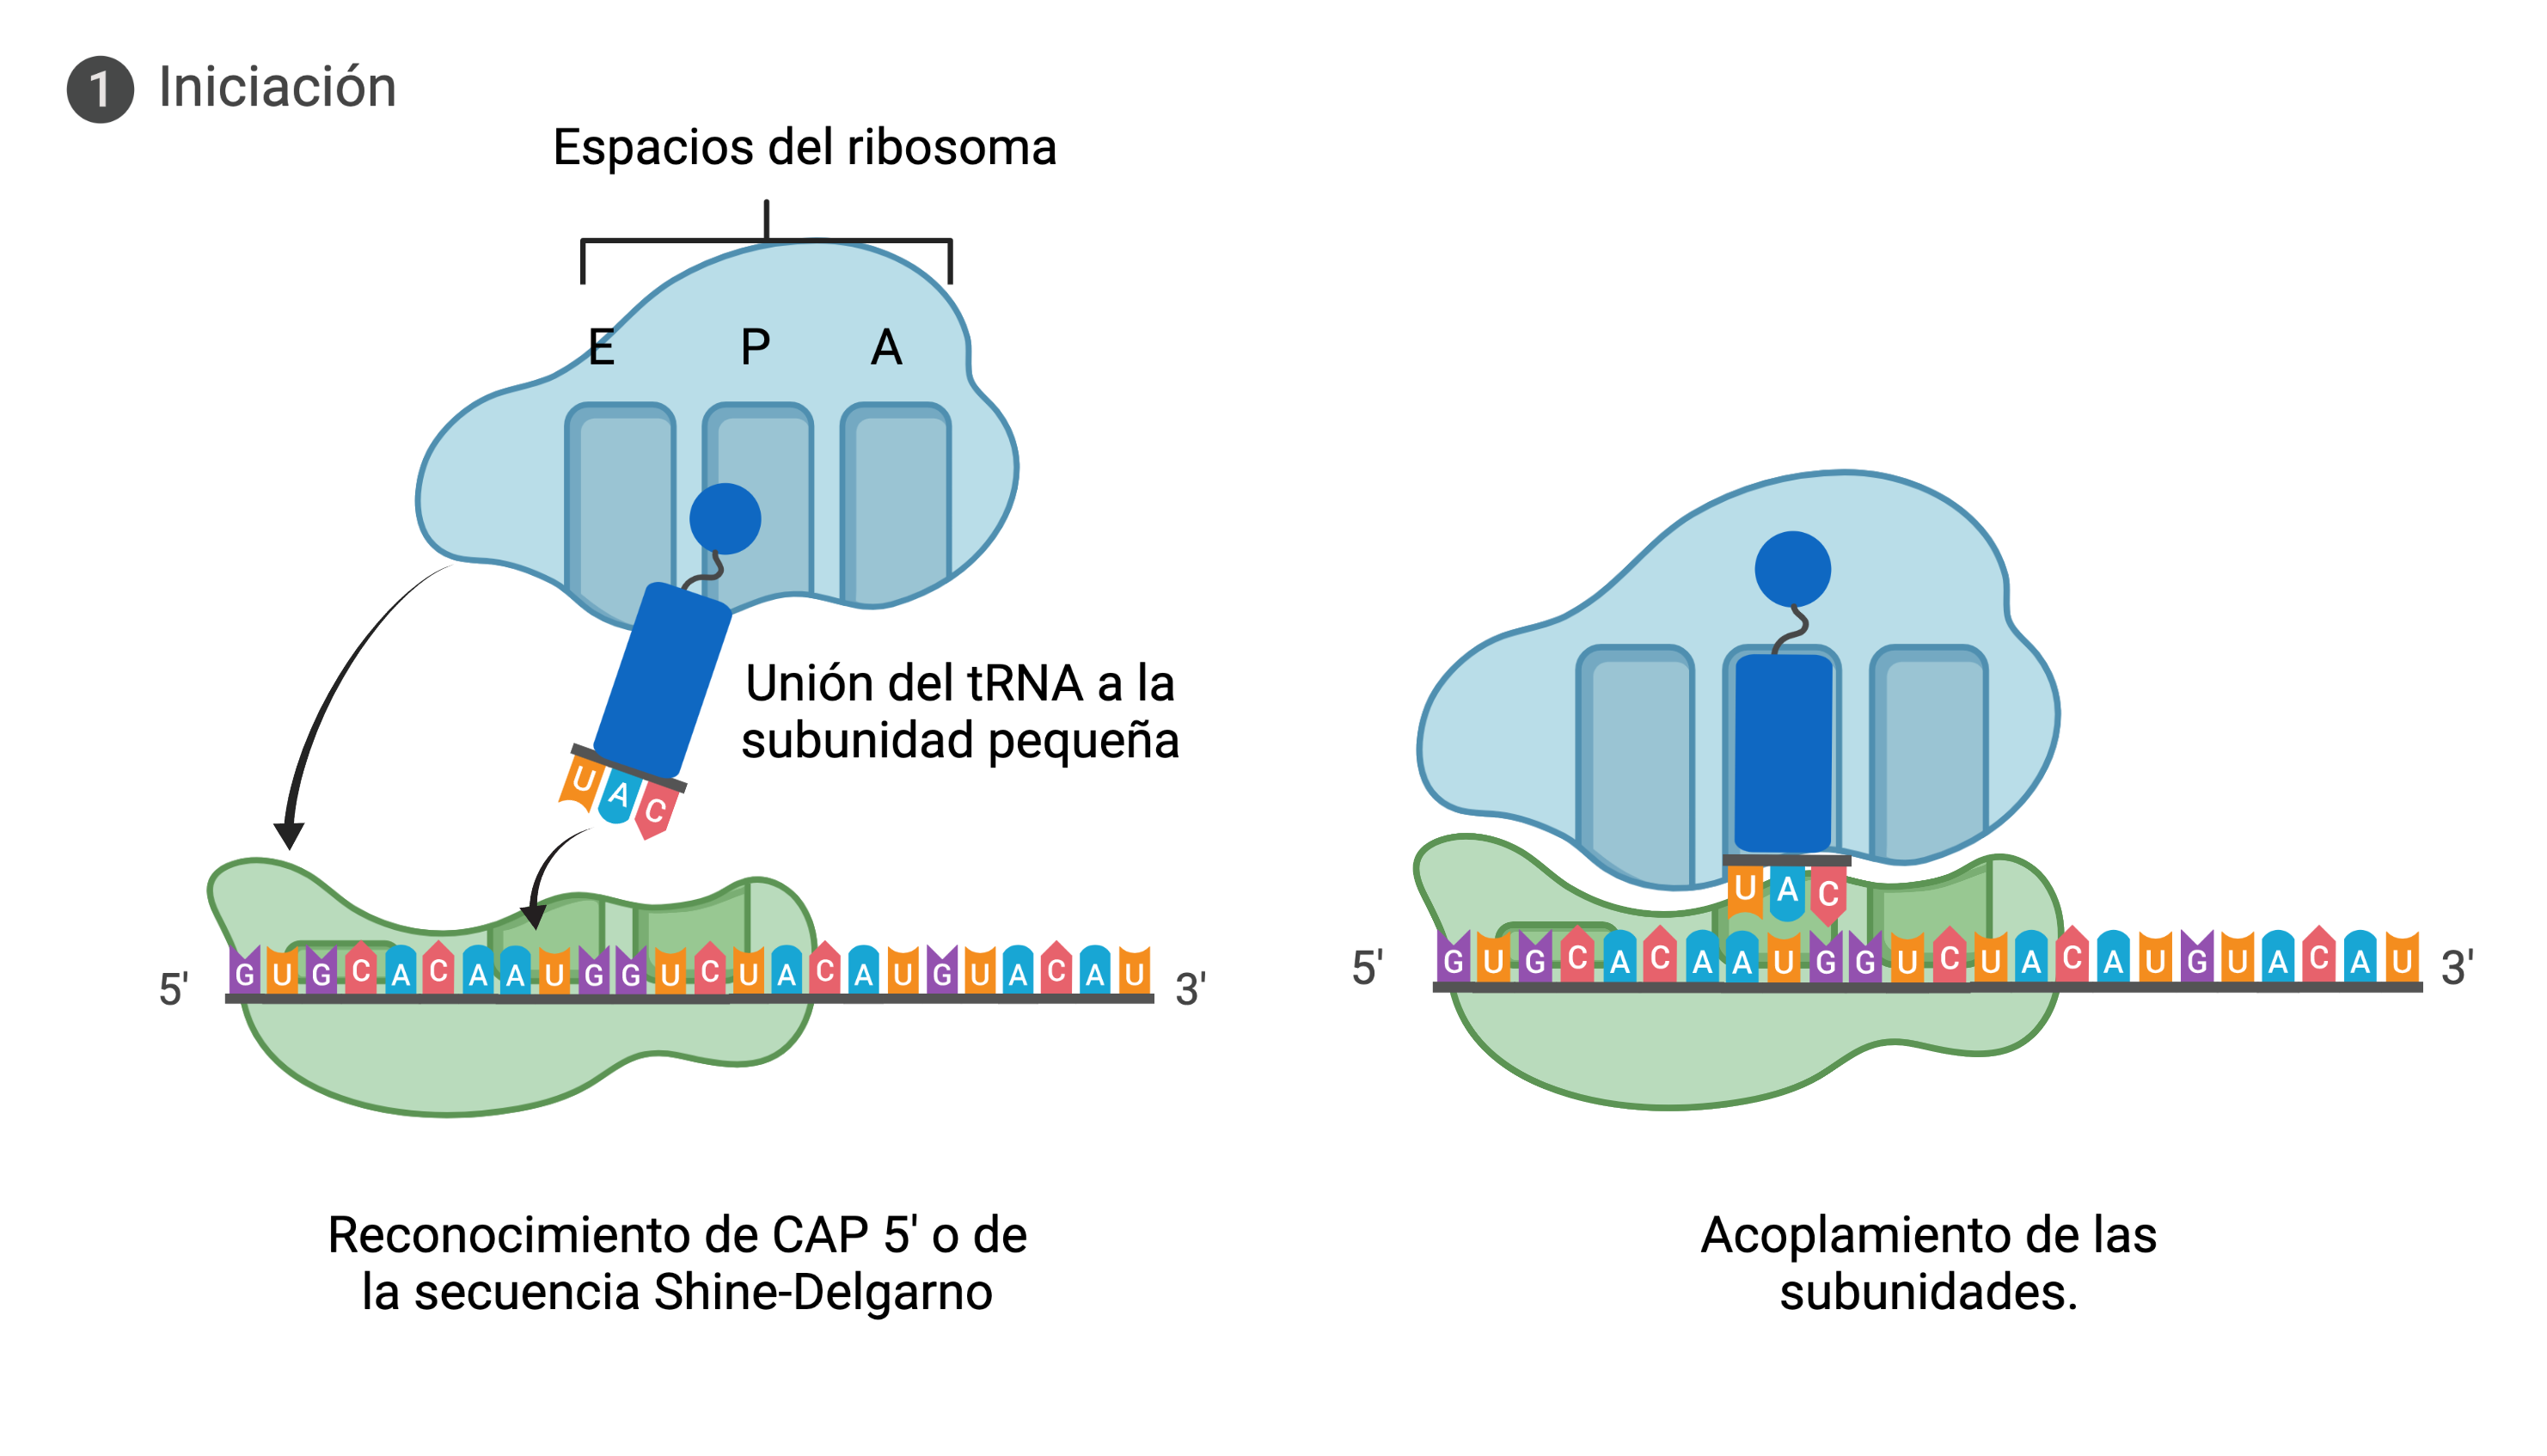 1 Iniciación
Espacios del ribosoma
E P A
Unión del tRNA a la
subunidad pequeña
U A C
5' G U G C A C A A U G G U C U A C A U G U A C A U 3'
Reconocimiento de CAP 5' o de
la secuencia Shine-Delgarno
U A C
5' G U G C A C A A U G G U C U A C A U G U A C A U 3'
Acoplamiento de las
subunidades.